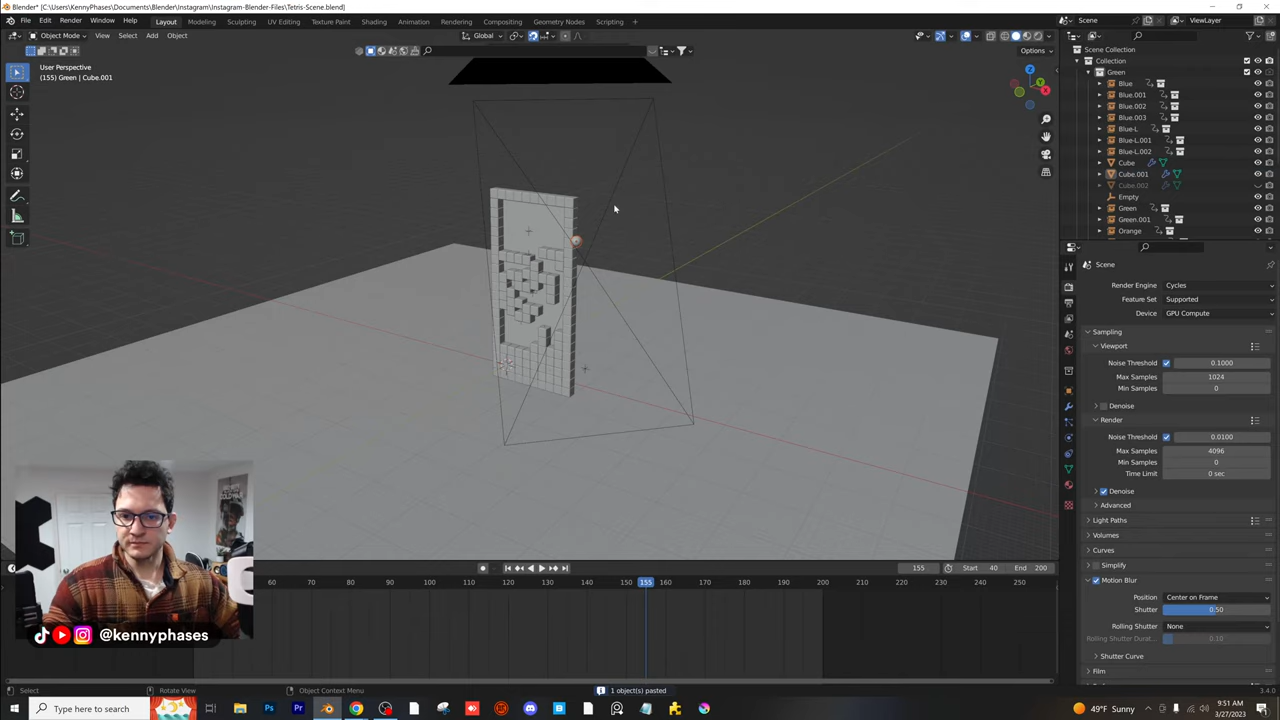 Blender* [C:\Users\KennyPhases\Documents\Blender\Instagram\Instagram-Blender-Files\Tetris-Scene.blend]
File Edit Render Window Help Layout Modeling Sculpting UV Editing Texture Paint Shading Animation Rendering Compositing Geometry Nodes Scripting + Scene ViewLayer
Object Mode View Select Add Object Global
Options
User Perspective
(155) Green | Cube.001
Z
Y
X
Scene Collection
Collection
Green
Blue
Blue.001
Blue.002
Blue.003
Blue-L
Blue-L.001
Blue-L.002
Cube
Cube.001
Cube.002
Empty
Green
Green.001
Orange
Scene
Render Engine Cycles
Feature Set Supported
Device GPU Compute
Sampling
Viewport
Noise Threshold 0.1000
Max Samples 1024
Min Samples 0
Denoise
Render
Noise Threshold 0.0100
Max Samples 4096
Min Samples 0
Time Limit 0 sec
Denoise
Advanced
Light Paths
Volumes
Curves
Simplify
Motion Blur
Position Center on Frame
Shutter 0.50
Rolling Shutter None
Rolling Shutter Durat.. 0.10
Shutter Curve
Film
155 Start 40 End 200
60 70 80 90 100 110 120 130 140 150 155 160 170 180 190 200 210 220 230 240 250
@kennyphases
Select Rotate View Object Context Menu 1 object(s) pasted 3.4.0
Type here to search
49°F Sunny
9:51 AM
3/27/2023